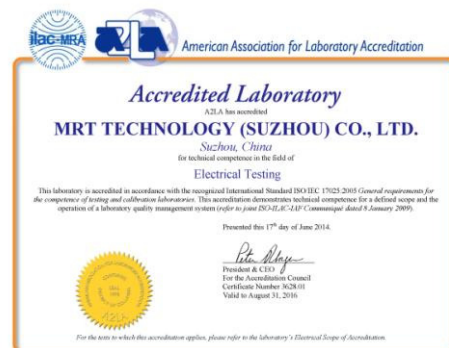 ilac-MRA
A2LA
American Association for Laboratory Accreditation
Accredited Laboratory
A2LA has accredited
MRT TECHNOLOGY (SUZHOU) CO., LTD.
Suzhou, China
for technical competence in the field of
Electrical Testing
This laboratory is accredited in accordance with the recognized International Standard ISO/IEC 17025:2005 General requirements for
the competence of testing and calibration laboratories. This accreditation demonstrates technical competence for a defined scope and the
operation of a laboratory quality management system (refer to joint ISO-ILAC-IAF Communiqué dated 8 January 2009).
Presented this 17th day of June 2014.
President & CEO
For the Accreditation Council
Certificate Number 3628.01
Valid to August 31, 2016
A2LA
For the tests to which this accreditation applies, please refer to the laboratory's Electrical Scope of Accreditation.